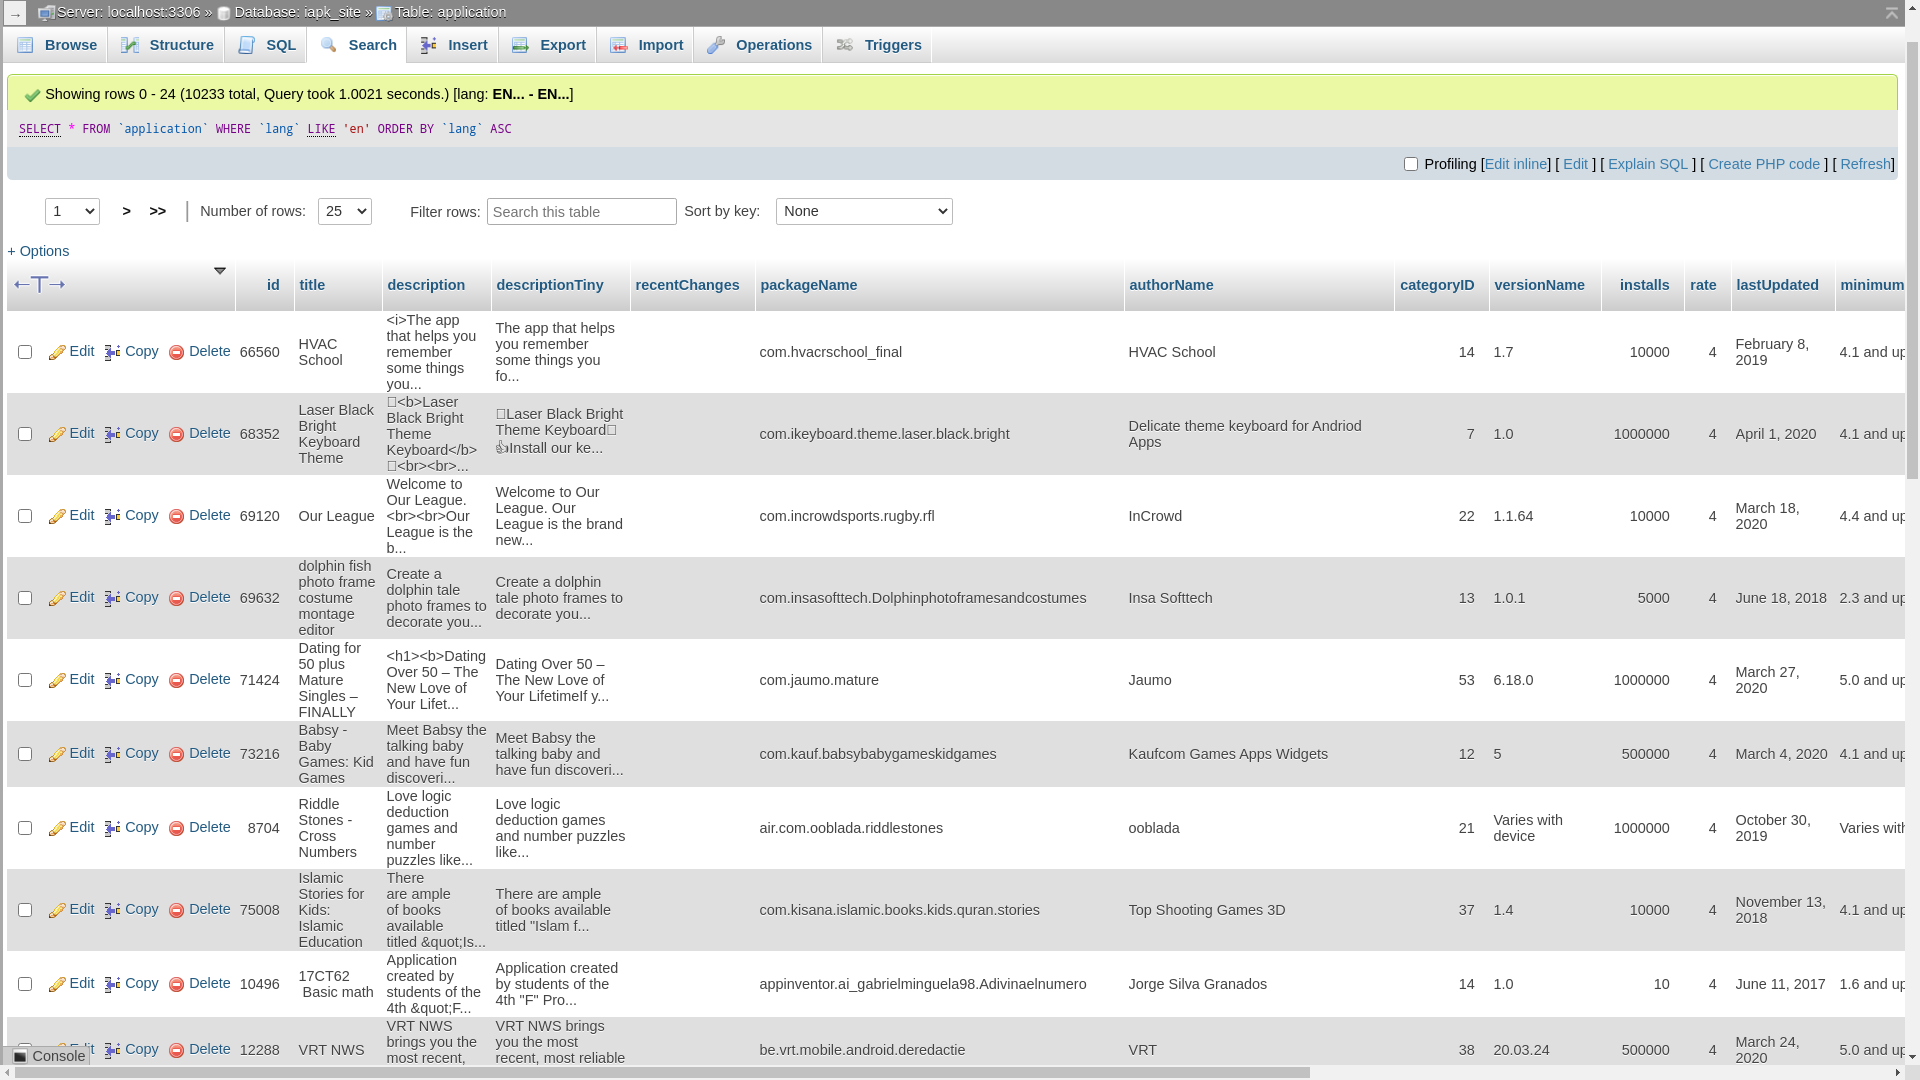 Server: localhost:3306 » Database: iapk_site » Table: application
Browse Structure SQL Search Insert Export Import Operations Triggers
Showing rows 0 - 24 (10233 total, Query took 1.0021 seconds.) [lang: EN... - EN...]
SELECT * FROM `application` WHERE `lang` LIKE 'en' ORDER BY `lang` ASC
Profiling [Edit inline] [ Edit ] [ Explain SQL ] [ Create PHP code ] [ Refresh]
1 > >> | Number of rows: 25 Filter rows: Search this table Sort by key: None
+ Options
←T→ id title description descriptionTiny recentChanges packageName authorName categoryID versionName installs rate lastUpdated minimum
Edit Copy Delete 66560
HVAC
School
<i>The app
that helps you
remember
some things
you...
The app that helps
you remember
some things you
fo...
com.hvacrschool_final HVAC School 14 1.7 10000 4
February 8,
2019
4.1 and up
Edit Copy Delete 68352
Laser Black
Bright
Keyboard
Theme
<b>Laser
Black Bright
Theme
Keyboard</b>
<br><br>...
Laser Black Bright
Theme Keyboard
👍Install our ke...
com.ikeyboard.theme.laser.black.bright
Delicate theme keyboard for Andriod
Apps
7 1.0 1000000 4 April 1, 2020 4.1 and up
Edit Copy Delete 69120 Our League
Welcome to
Our League.
<br><br>Our
League is the
b...
Welcome to Our
League. Our
League is the brand
new...
com.incrowdsports.rugby.rfl InCrowd 22 1.1.64 10000 4
March 18,
2020
4.4 and up
Edit Copy Delete 69632
dolphin fish
photo frame
costume
montage
editor
Create a
dolphin tale
photo frames to
decorate you...
Create a dolphin
tale photo frames to
decorate you...
com.insasofttech.Dolphinphotoframesandcostumes Insa Softtech 13 1.0.1 5000 4 June 18, 2018 2.3 and up
Edit Copy Delete 71424
Dating for
50 plus
Mature
Singles –
FINALLY
<h1><b>Dating
Over 50 – The
New Love of
Your Lifet...
Dating Over 50 –
The New Love of
Your LifetimeIf y...
com.jaumo.mature Jaumo 53 6.18.0 1000000 4
March 27,
2020
5.0 and up
Edit Copy Delete 73216
Babsy -
Baby
Games: Kid
Games
Meet Babsy the
talking baby
and have fun
discoveri...
Meet Babsy the
talking baby and
have fun discoveri...
com.kauf.babsybabygameskidgames Kaufcom Games Apps Widgets 12 5 500000 4 March 4, 2020 4.1 and up
Edit Copy Delete 8704
Riddle
Stones -
Cross
Numbers
Love logic
deduction
games and
number
puzzles like...
Love logic
deduction games
and number puzzles
like...
air.com.ooblada.riddlestones ooblada 21
Varies with
device
1000000 4
October 30,
2019
Varies with
Edit Copy Delete 75008
Islamic
Stories for
Kids:
Islamic
Education
There
are ample
of books
available
titled &quot;Is...
There are ample
of books available
titled "Islam f...
com.kisana.islamic.books.kids.quran.stories Top Shooting Games 3D 37 1.4 10000 4
November 13,
2018
4.1 and up
Edit Copy Delete 10496
17CT62
Basic math
Application
created by
students of the
4th &quot;F...
Application created
by students of the
4th "F" Pro...
appinventor.ai_gabrielminguela98.Adivinaelnumero Jorge Silva Granados 14 1.0 10 4 June 11, 2017 1.6 and up
Edit Copy Delete 12288 VRT NWS
VRT NWS
brings you the
most recent,
VRT NWS brings
you the most
recent, most reliable
be.vrt.mobile.android.deredactie VRT 38 20.03.24 500000 4
March 24,
2020
5.0 and up
Console